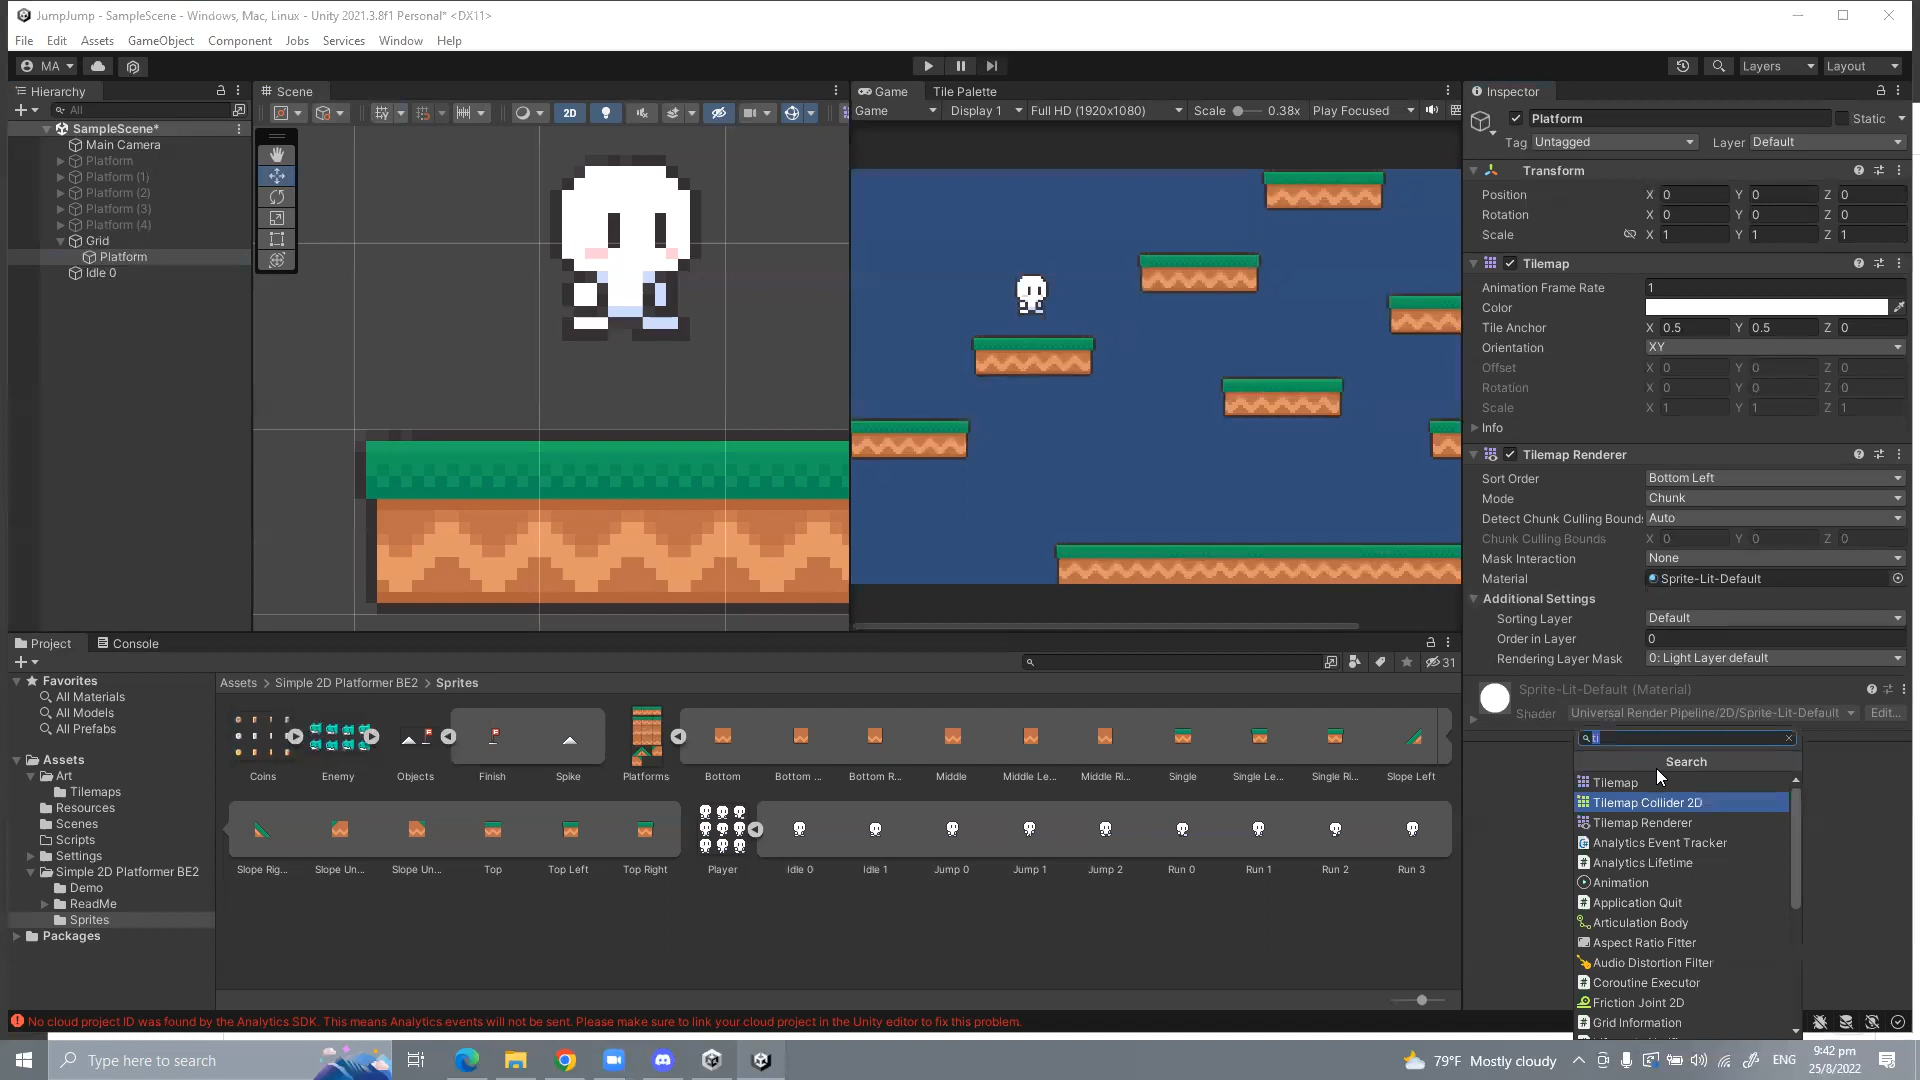 JumpJump - SampleScene - Windows, Mac, Linux - Unity 2021.3.8f1 Personal* <DX11>
File Edit Assets GameObject Component Jobs Services Window Help
MA Layers Layout
Hierarchy
All
SampleScene*
Main Camera
Platform
Platform (1)
Platform (2)
Platform (3)
Platform (4)
Grid
Platform
Idle 0
Scene
2D
Game Tile Palette
Game Display 1 Full HD (1920x1080) Scale 0.38x Play Focused
Inspector
Platform Static
Tag Untagged Layer Default
Transform
Position X 0 Y 0 Z 0
Rotation X 0 Y 0 Z 0
Scale X 1 Y 1 Z 1
Tilemap
Animation Frame Rate 1
Color
Tile Anchor X 0.5 Y 0.5 Z 0
Orientation XY
Offset X 0 Y 0 Z 0
Rotation X 0 Y 0 Z 0
Scale X 1 Y 1 Z 1
Info
Tilemap Renderer
Sort Order Bottom Left
Mode Chunk
Detect Chunk Culling Bound: Auto
Chunk Culling Bounds X 0 Y 0 Z 0
Mask Interaction None
Material Sprite-Lit-Default
Additional Settings
Sorting Layer Default
Order in Layer 0
Rendering Layer Mask 0: Light Layer default
Sprite-Lit-Default (Material)
Shader Universal Render Pipeline/2D/Sprite-Lit-Default Edit...
ti
Search
Tilemap
Tilemap Collider 2D
Tilemap Renderer
Analytics Event Tracker
Analytics Lifetime
Animation
Application Quit
Articulation Body
Aspect Ratio Fitter
Audio Distortion Filter
Coroutine Executor
Friction Joint 2D
Grid Information
Project Console
31
Favorites
All Materials
All Models
All Prefabs
Assets
Art
Tilemaps
Resources
Scenes
Scripts
Settings
Simple 2D Platformer BE2
Demo
ReadMe
Sprites
Packages
Assets > Simple 2D Platformer BE2 > Sprites
Coins Enemy Objects Finish Spike Platforms Bottom Bottom ... Bottom R... Middle Middle Le... Middle Ri... Single Single Le... Single Ri... Slope Left
Slope Rig... Slope Un... Slope Un... Top Top Left Top Right Player Idle 0 Idle 1 Jump 0 Jump 1 Jump 2 Run 0 Run 1 Run 2 Run 3
No cloud project ID was found by the Analytics SDK. This means Analytics events will not be sent. Please make sure to link your cloud project in the Unity editor to fix this problem.
Type here to search
79°F Mostly cloudy
ENG
9:42 pm
25/8/2022